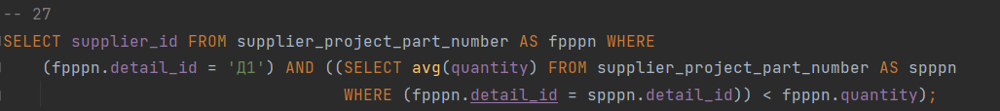 -- 27
SELECT supplier_id FROM supplier_project_part_number AS fpppn WHERE
(fpppn.detail_id = 'Д1') AND ((SELECT avg(quantity) FROM supplier_project_part_number AS spppn
WHERE (fpppn.detail_id = spppn.detail_id)) < fpppn.quantity);